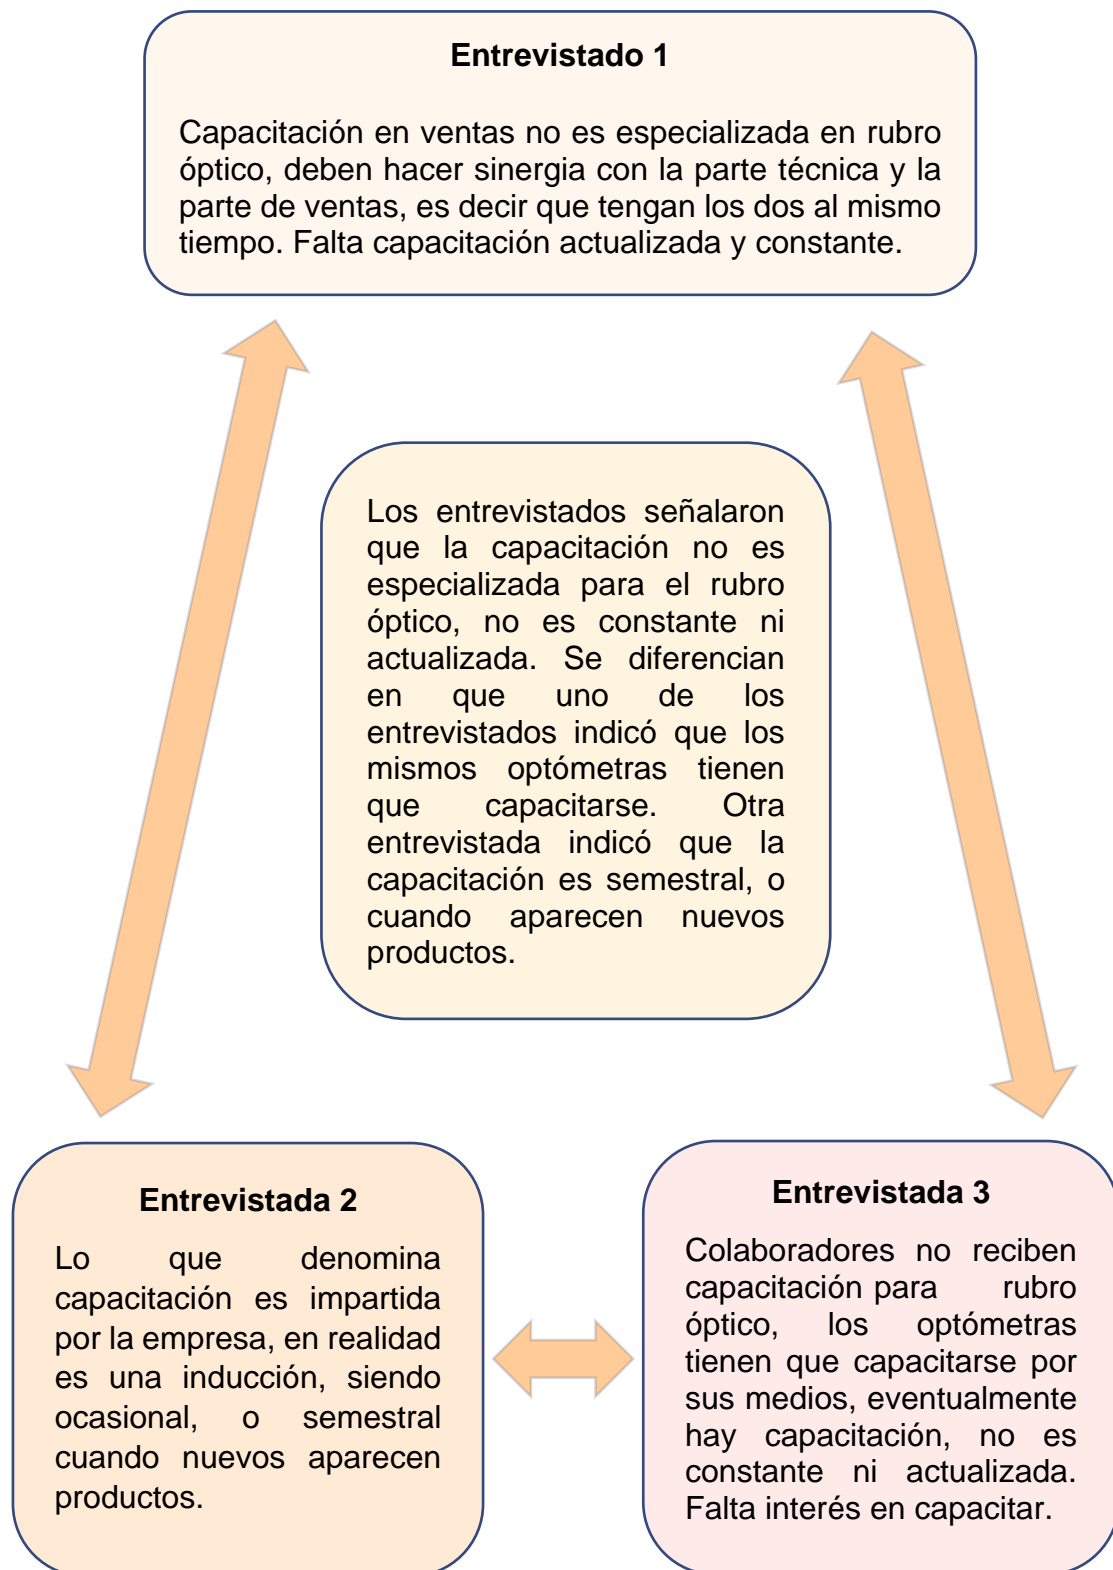 Entrevistado 1
Capacitación en ventas no es especializada en rubro
óptico, deben hacer sinergia con la parte técnica y la
parte de ventas, es decir que tengan los dos al mismo
tiempo. Falta capacitación actualizada y constante.
Los entrevistados señalaron
que la capacitación no es
especializada para el rubro
óptico, no es constante ni
actualizada. Se diferencian
en que uno de los
entrevistados indicó que los
mismos optómetras tienen
que capacitarse. Otra
entrevistada indicó que la
capacitación es semestral, o
cuando aparecen nuevos
productos.
Entrevistada 2
Lo que denomina
capacitación es impartida
por la empresa, en realidad
es una inducción, siendo
ocasional, o semestral
cuando nuevos aparecen
productos.
Entrevistada 3
Colaboradores no reciben
capacitación para rubro
óptico, los optómetras
tienen que capacitarse por
sus medios, eventualmente
hay capacitación, no es
constante ni actualizada.
Falta interés en capacitar.